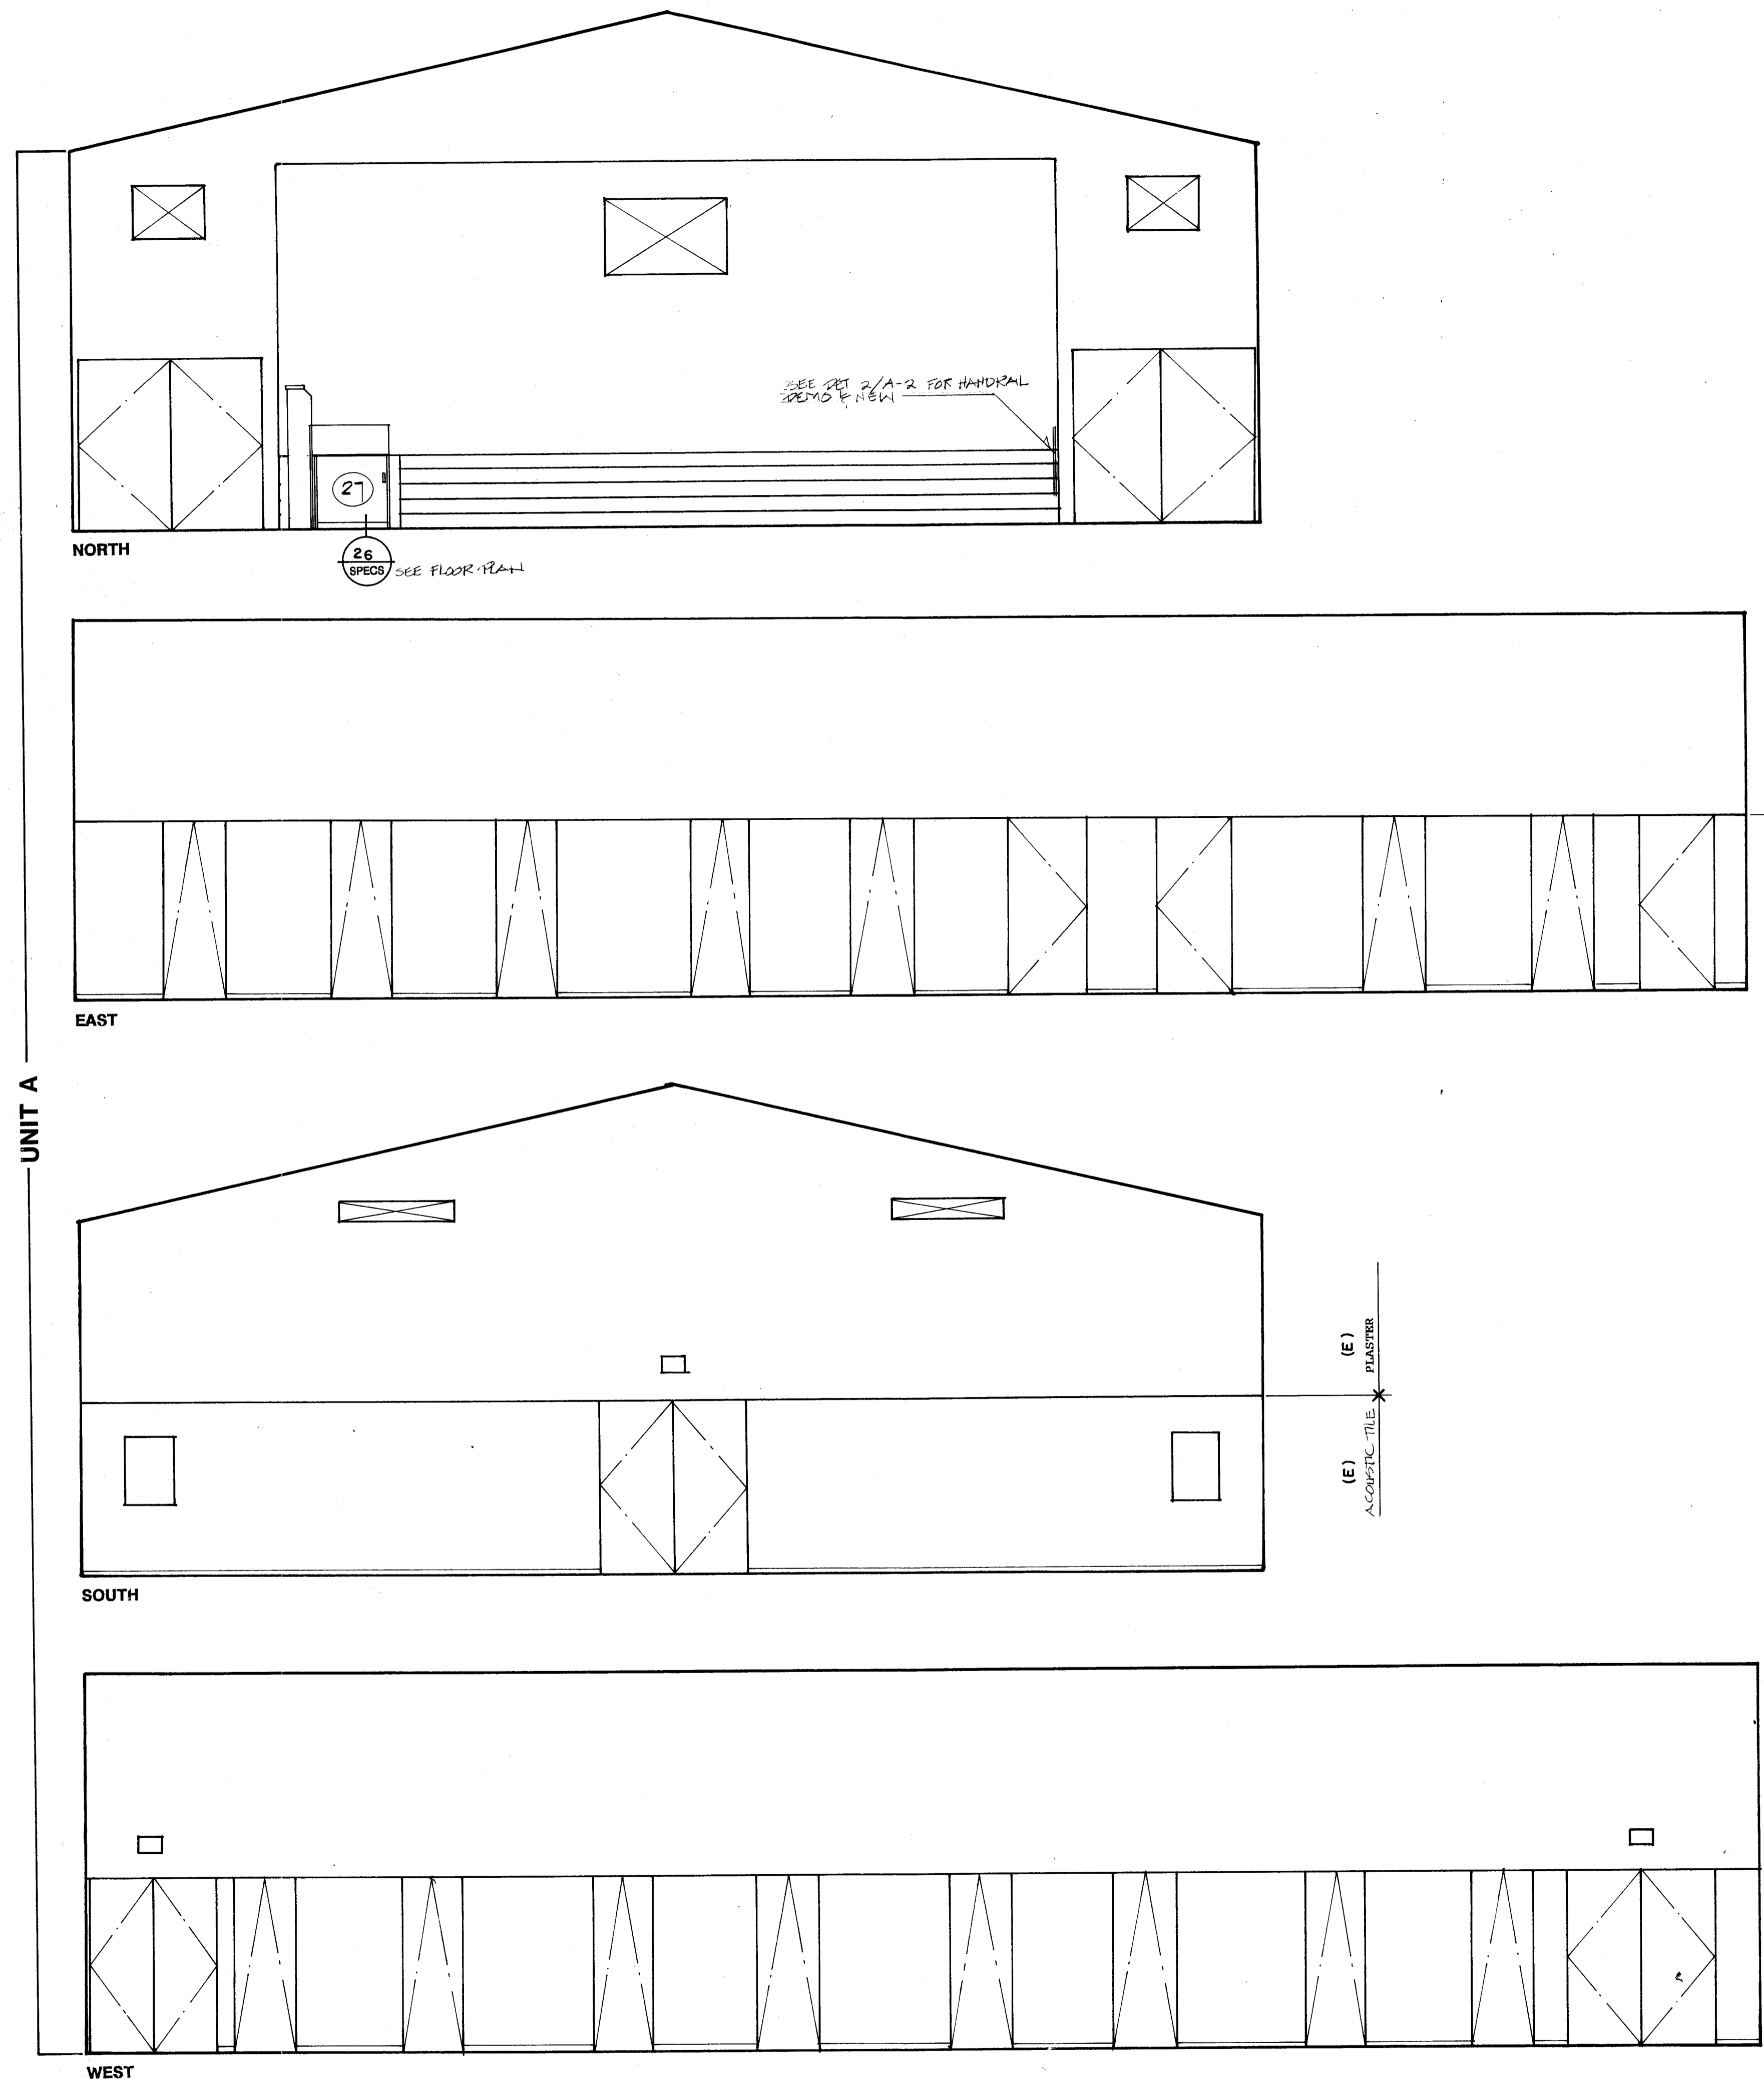 SEE DET 2/A-2 FOR HANDRAIL
DEMO & NEW
27
NORTH
26
SPECS
SEE FLOOR PLAN
EAST
UNIT A
(E)
PLASTER
(E)
ACOUSTIC TILE
SOUTH
WEST